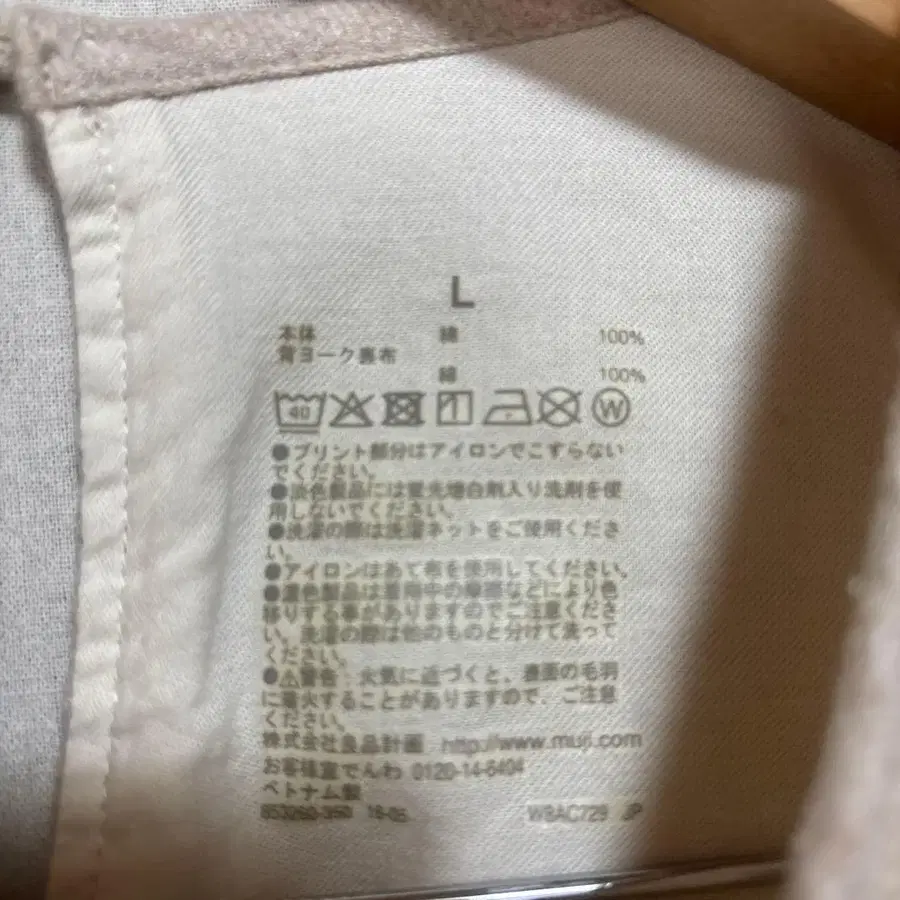 L
本体 綿 100%
背ヨーク裏布
綿 100%
40 W
●プリント部分はアイロンでこすらない
でください。
●淡色製品には蛍光増白剤入り洗剤を使
用しないでください。
●洗濯の際は洗濯ネットをご使用くださ
い。
●アイロンはあて布を使用してください。
●濃色製品は着用中の摩擦などにより色
移りする事がありますのでご注意くださ
い。洗濯の際は他のものと分けて洗って
ください。
●⚠警告:火気に近づくと、表面の毛羽
に着火することがありますので、ご注意
ください。
株式会社良品計画 http://www.muji.com
お客様室でんわ 0120-14-6404
ベトナム製
18-05 W8AC729 JP